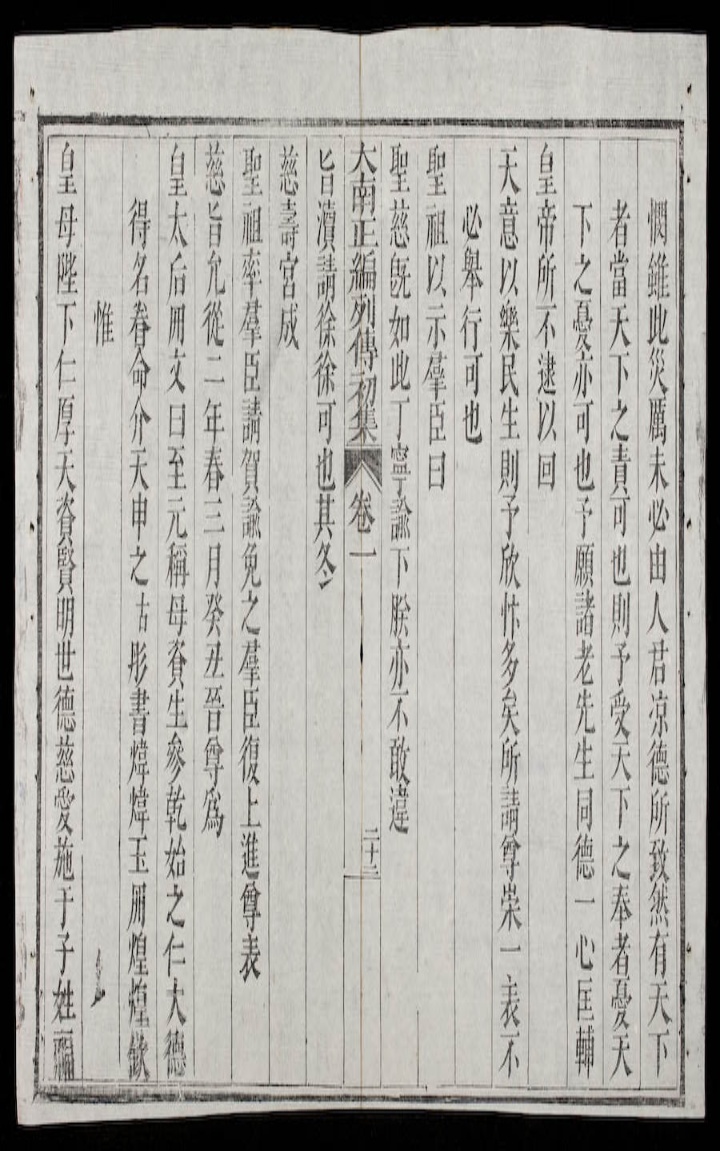 憫雖此災厲未必由人君凉德所致然有天下
者當天下之責可也則予受天下之奉者憂天
下之憂亦可也予願諸老先生同德一心匡輔
皇帝所不逮以回
天意以樂民生則予欣忭多矣所請尊崇一表不
必舉行可也
聖祖以示羣臣曰
聖慈既如此丁寧諭下朕亦不敢違
大南正編列傳初集 卷一 二十三
旨瀆請徐徐可也其冬
慈壽宮成
聖祖率羣臣請賀諭免之羣臣復上進尊表
慈旨允從二年春三月癸丑晉尊爲
皇太后冊文曰至元稱母資生參乾始之仁大德
得名眷命介天申之祜彤書煒煒玉冊煌煌欽
惟
皇母陛下仁厚天資賢明世德慈愛施于子姓